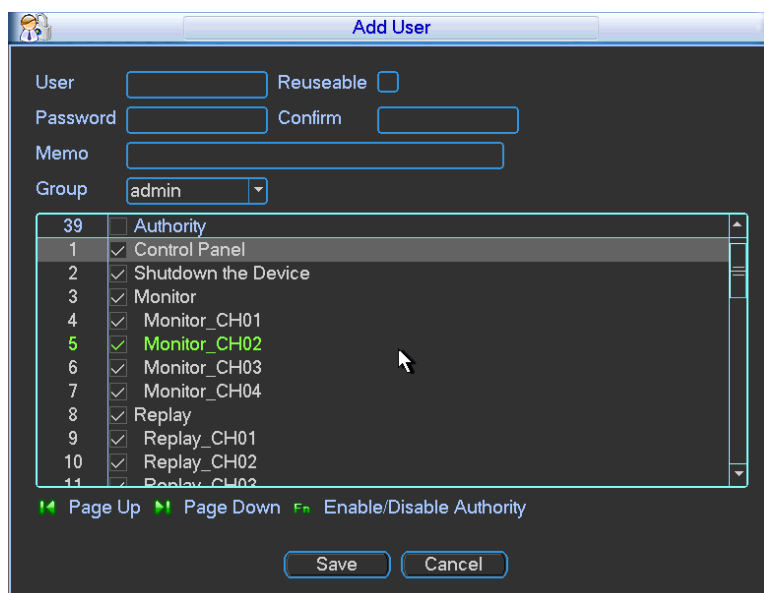 Add User
User Reuseable
Password Confirm
Memo
Group admin
39 Authority
1 Control Panel
2 Shutdown the Device
3 Monitor
4 Monitor_CH01
5 Monitor_CH02
6 Monitor_CH03
7 Monitor_CH04
8 Replay
9 Replay_CH01
10 Replay_CH02
11 Replay_CH03
Page Up Page Down Fn Enable/Disable Authority
Save Cancel